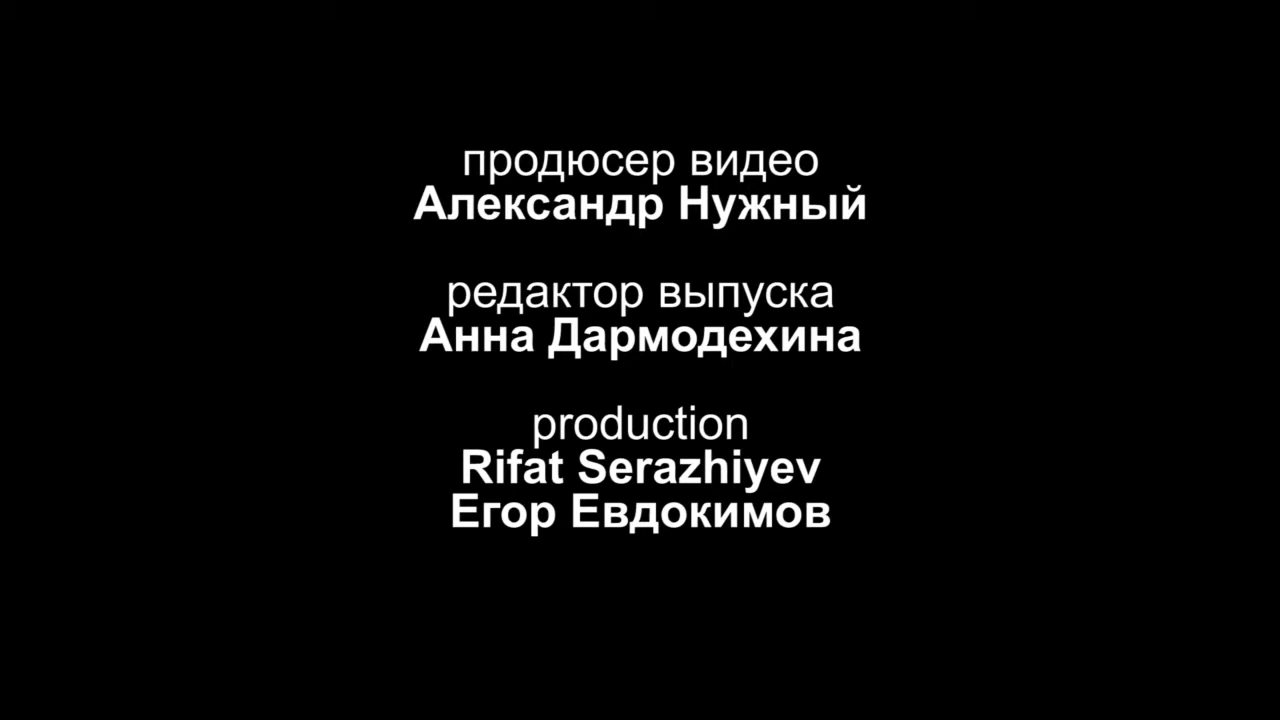 продюсер видео
Александр Нужный
редактор выпуска
Анна Дармодехина
production
Rifat Serazhiyev
Егор Евдокимов